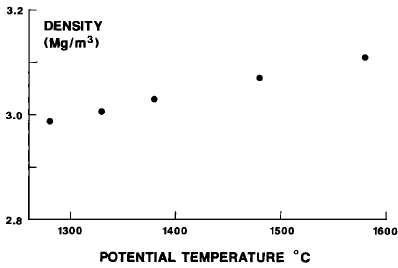 3.2
DENSITY
(Mg/m³)
3.0
2.8
1300 1400 1500 1600
POTENTIAL TEMPERATURE °C